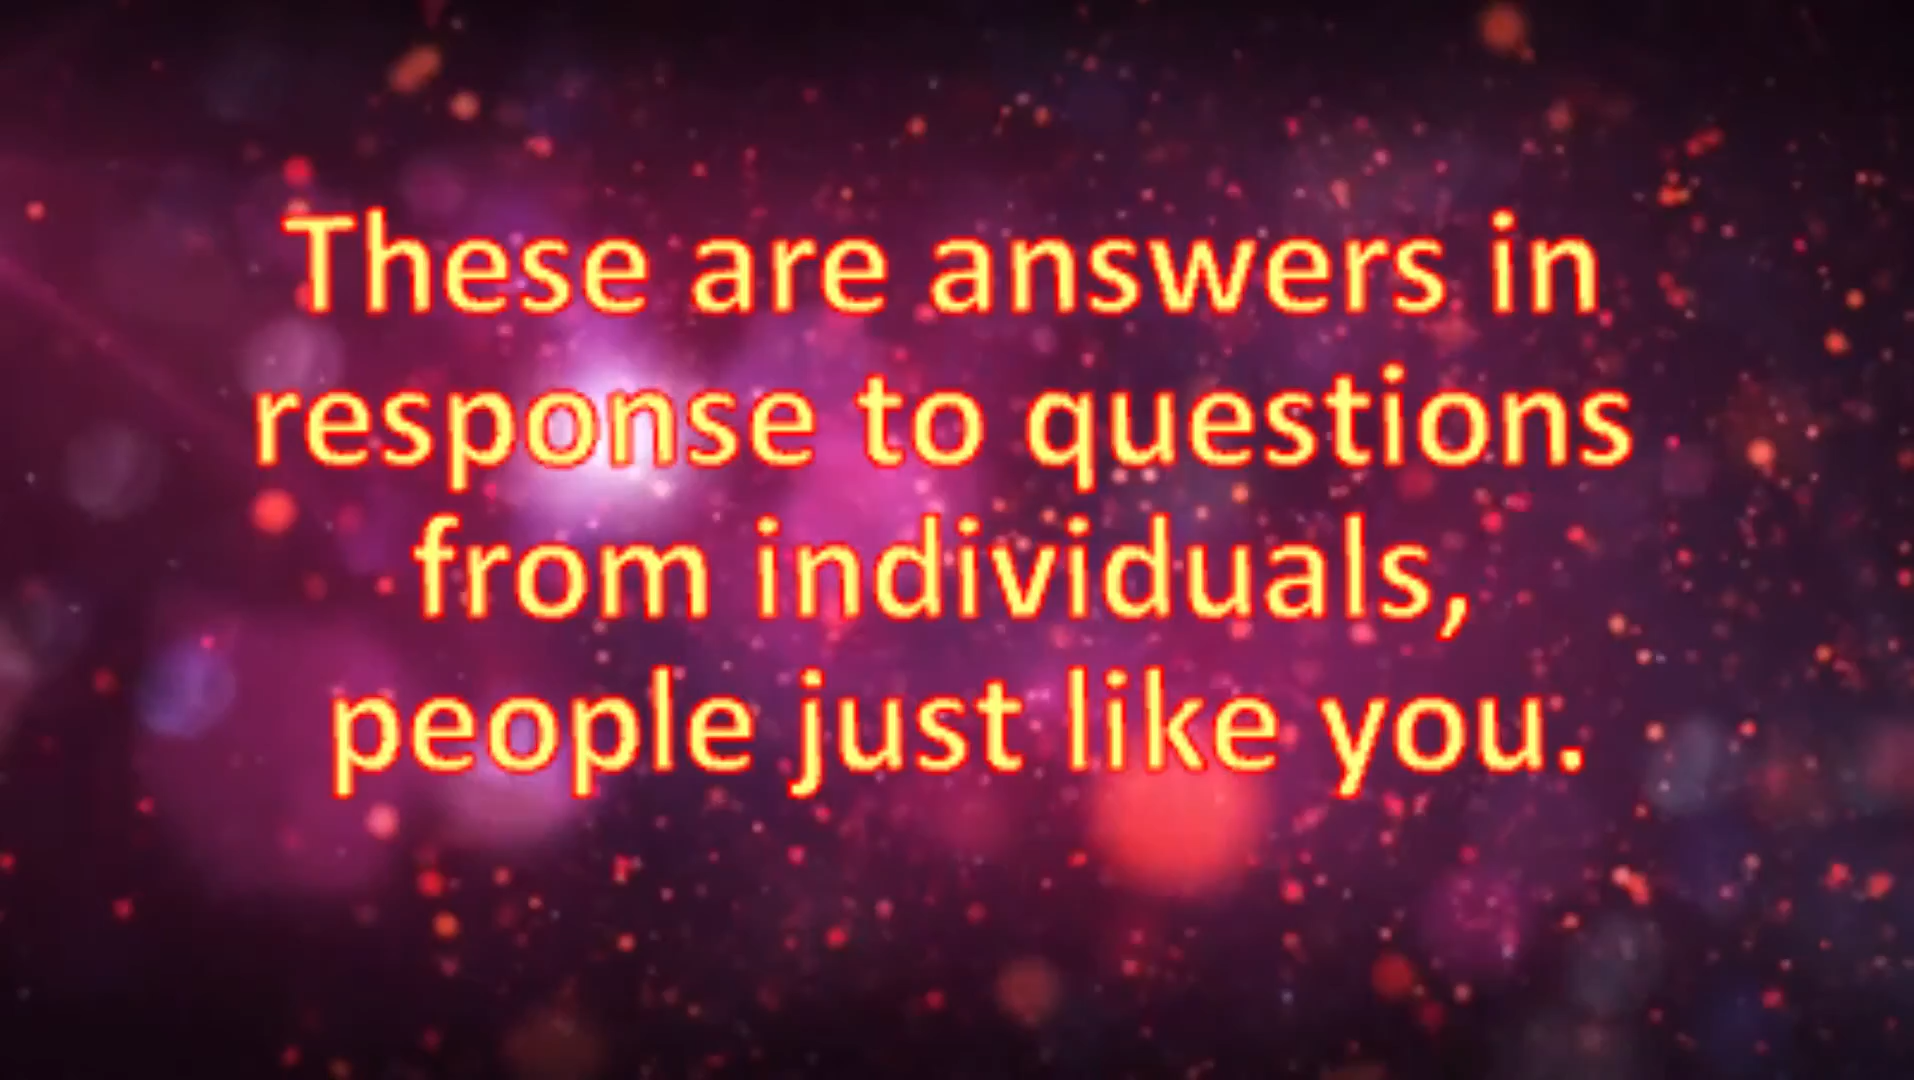 These are answers in
response to questions
from individuals,
people just like you.